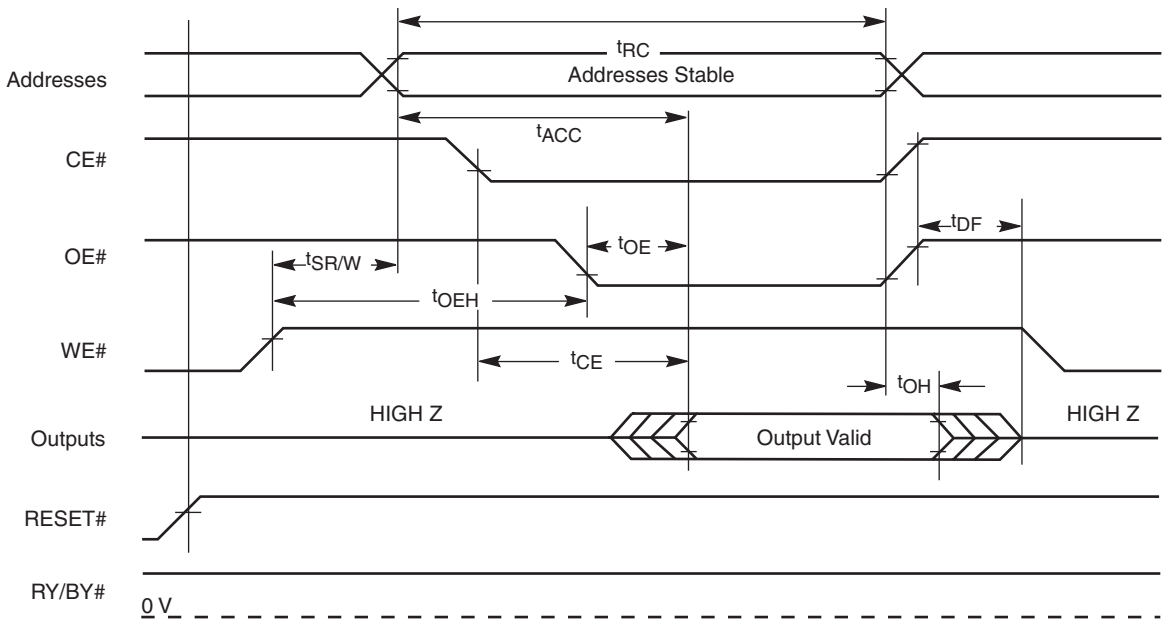 tRC
Addresses
Addresses Stable
tACC
CE#
tDF
OE#
tOE
tSR/W
tOEH
WE#
tCE
tOH
HIGH Z
HIGH Z
Outputs
Output Valid
RESET#
RY/BY#
0 V